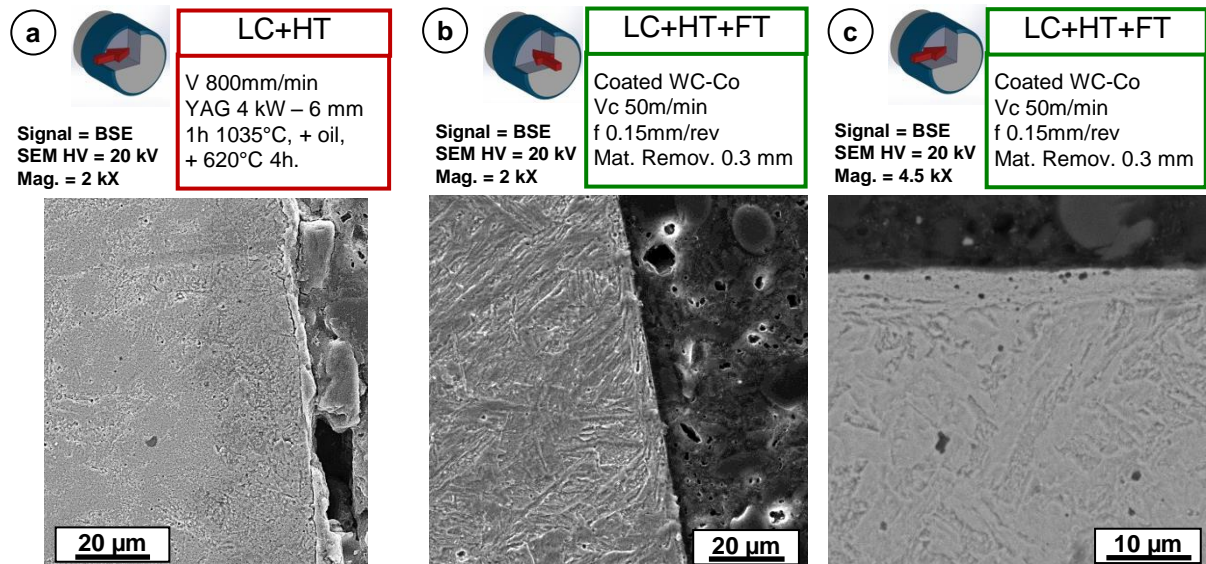 a
LC+HT
V 800mm/min
YAG 4 kW – 6 mm
1h 1035°C, + oil,
+ 620°C 4h.
Signal = BSE
SEM HV = 20 kV
Mag. = 2 kX
20 µm
b
LC+HT+FT
Coated WC-Co
Vc 50m/min
f 0.15mm/rev
Mat. Remov. 0.3 mm
Signal = BSE
SEM HV = 20 kV
Mag. = 2 kX
20 µm
c
LC+HT+FT
Coated WC-Co
Vc 50m/min
f 0.15mm/rev
Mat. Remov. 0.3 mm
Signal = BSE
SEM HV = 20 kV
Mag. = 4.5 kX
10 µm